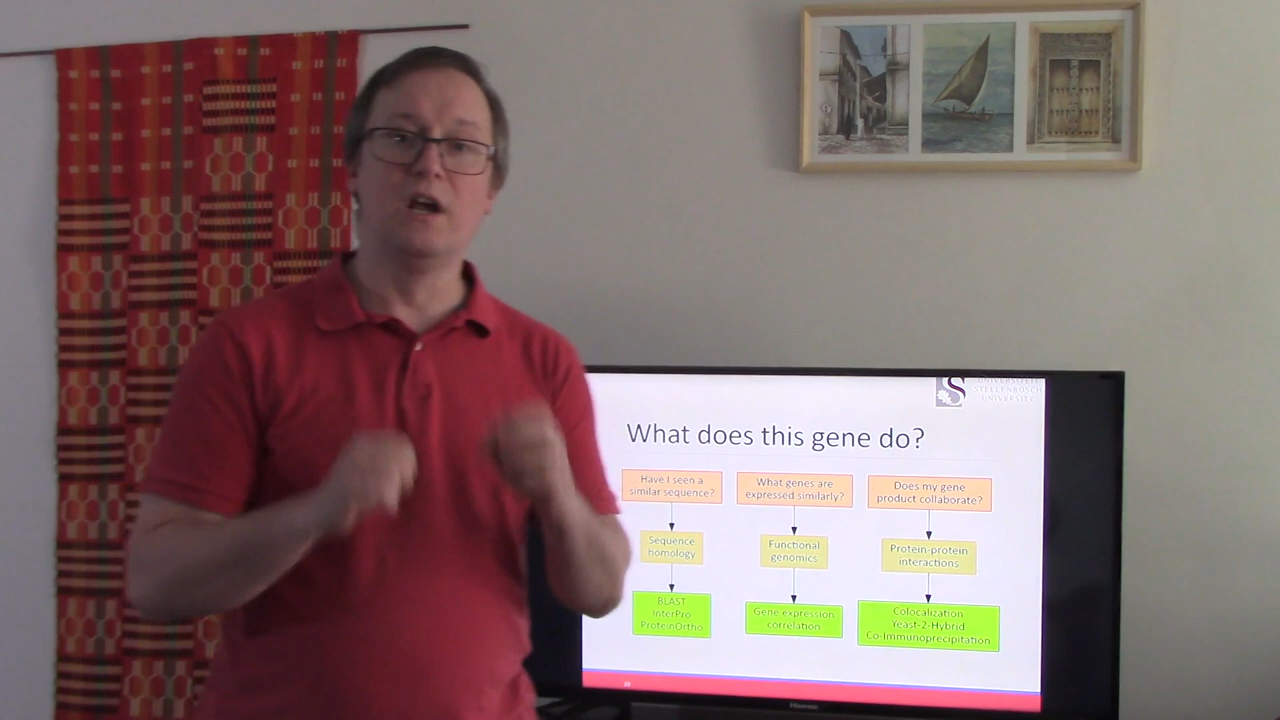 UNIVERSITEIT
STELLENBOSCH
UNIVERSITY
What does this gene do?
Have I seen a
similar sequence?
What genes are
expressed similarly?
Does my gene
product collaborate?
Sequence
homology
Functional
genomics
Protein-protein
interactions
BLAST
InterPro
ProteinOrtho
Gene expression
correlation
Colocalization
Yeast-2-Hybrid
Co-Immunoprecipitation
Hisense